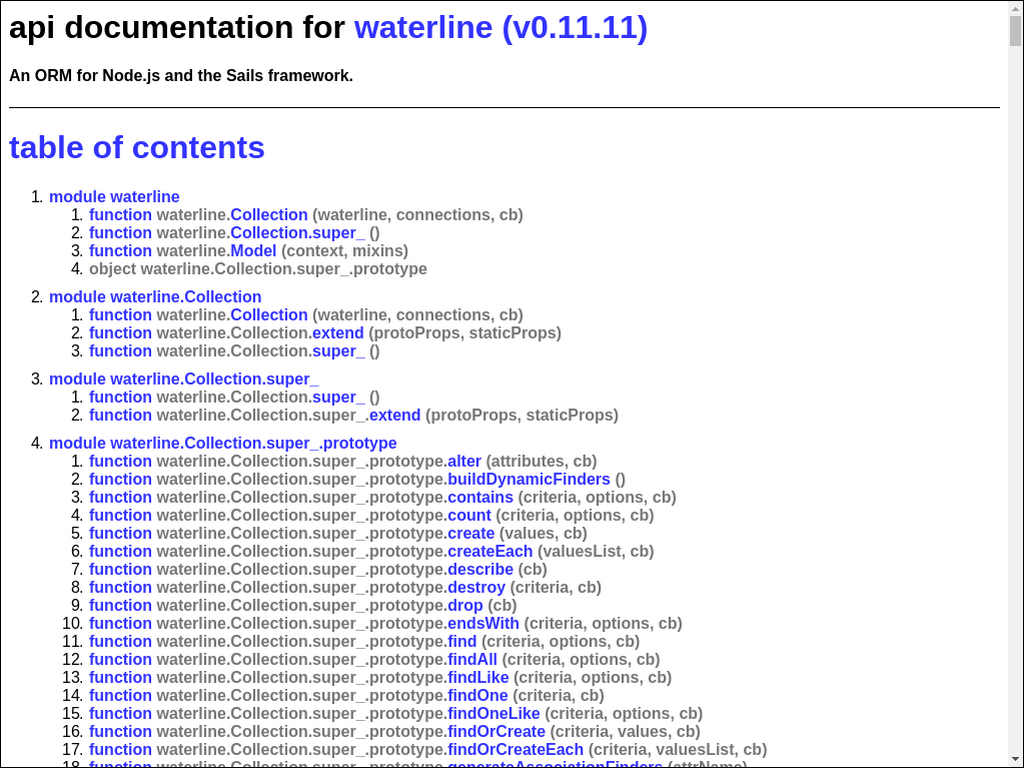 api documentation for waterline (v0.11.11)
An ORM for Node.js and the Sails framework.
table of contents
1. module waterline
1. function waterline.Collection (waterline, connections, cb)
2. function waterline.Collection.super_ ()
3. function waterline.Model (context, mixins)
4. object waterline.Collection.super_.prototype
2. module waterline.Collection
1. function waterline.Collection (waterline, connections, cb)
2. function waterline.Collection.extend (protoProps, staticProps)
3. function waterline.Collection.super_ ()
3. module waterline.Collection.super_
1. function waterline.Collection.super_ ()
2. function waterline.Collection.super_.extend (protoProps, staticProps)
4. module waterline.Collection.super_.prototype
1. function waterline.Collection.super_.prototype.alter (attributes, cb)
2. function waterline.Collection.super_.prototype.buildDynamicFinders ()
3. function waterline.Collection.super_.prototype.contains (criteria, options, cb)
4. function waterline.Collection.super_.prototype.count (criteria, options, cb)
5. function waterline.Collection.super_.prototype.create (values, cb)
6. function waterline.Collection.super_.prototype.createEach (valuesList, cb)
7. function waterline.Collection.super_.prototype.describe (cb)
8. function waterline.Collection.super_.prototype.destroy (criteria, cb)
9. function waterline.Collection.super_.prototype.drop (cb)
10. function waterline.Collection.super_.prototype.endsWith (criteria, options, cb)
11. function waterline.Collection.super_.prototype.find (criteria, options, cb)
12. function waterline.Collection.super_.prototype.findAll (criteria, options, cb)
13. function waterline.Collection.super_.prototype.findLike (criteria, options, cb)
14. function waterline.Collection.super_.prototype.findOne (criteria, cb)
15. function waterline.Collection.super_.prototype.findOneLike (criteria, options, cb)
16. function waterline.Collection.super_.prototype.findOrCreate (criteria, values, cb)
17. function waterline.Collection.super_.prototype.findOrCreateEach (criteria, valuesList, cb)
18. function waterline.Collection.super_.prototype.generateAssociationFinders (attrName)